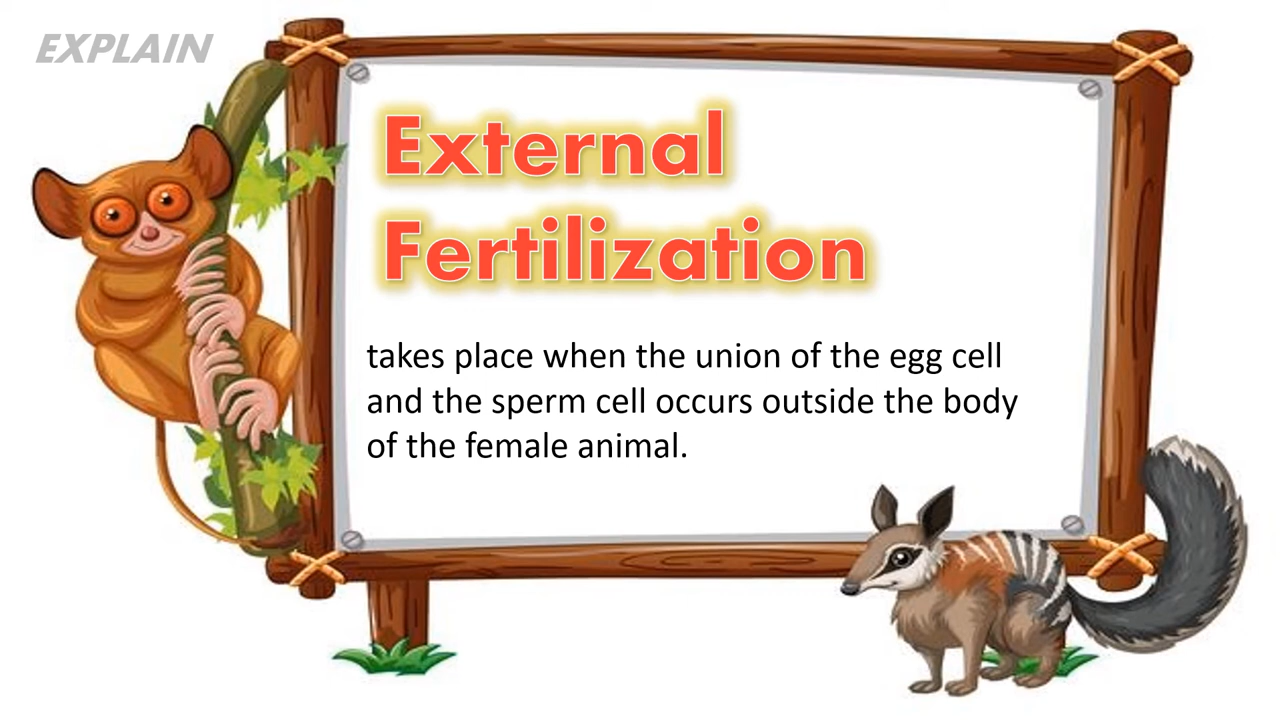 EXPLAIN
External
Fertilization
takes place when the union of the egg cell
and the sperm cell occurs outside the body
of the female animal.